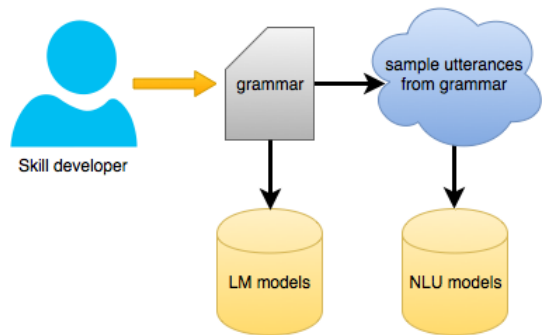 sample utterances
from grammar
grammar
Skill developer
LM models
NLU models